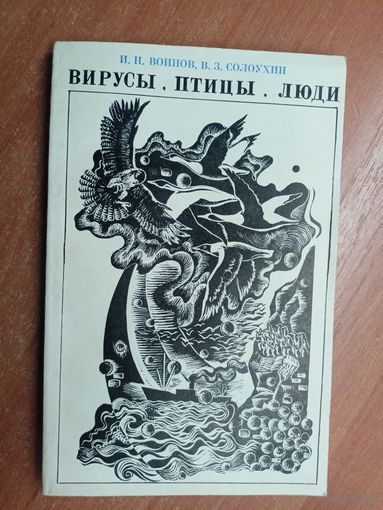 И. Н. ВОИНОВ, В. З. СОЛОУХИН
ВИРУСЫ, ПТИЦЫ, ЛЮДИ